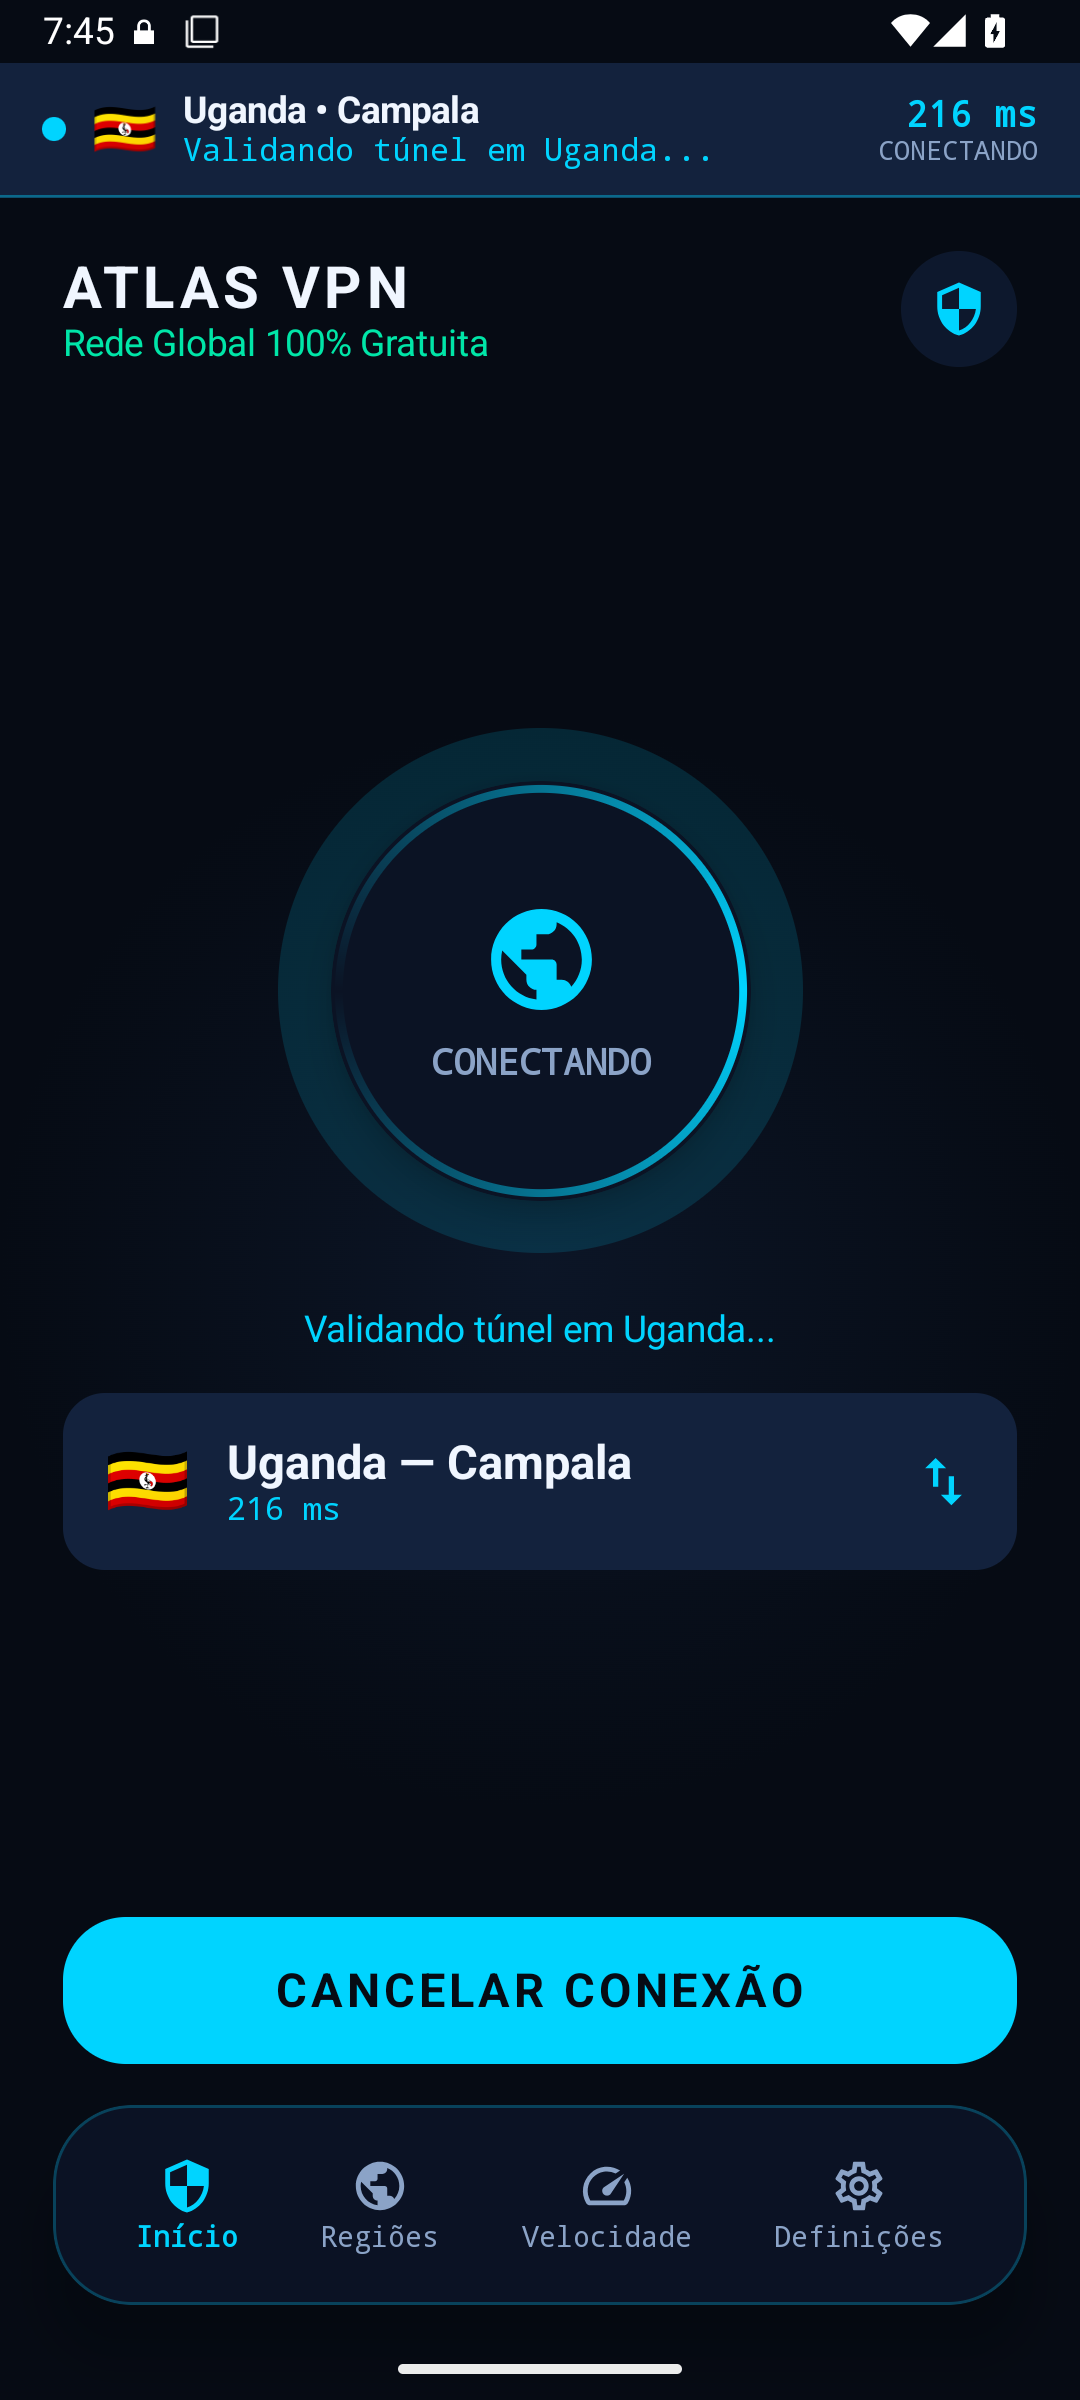 7:45
Uganda • Campala
Validando túnel em Uganda...
216 ms
CONECTANDO
ATLAS VPN
Rede Global 100% Gratuita
CONECTANDO
Validando túnel em Uganda...
Uganda — Campala
216 ms
CANCELAR CONEXÃO
Início
Regiões
Velocidade
Definições